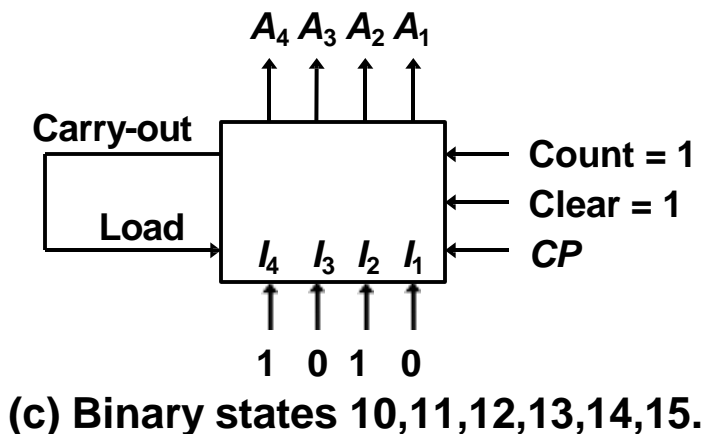 A4 A3 A2 A1
Carry-out
Count = 1
Clear = 1
Load
CP
I4 I3 I2 I1
1 0 1 0
(c) Binary states 10,11,12,13,14,15.